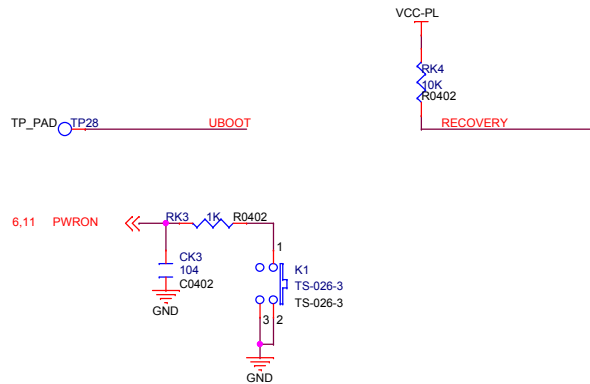 VCC-PL
RK4
10K
R0402
TP_PAD TP28 UBOOT
RECOVERY
6,11 PWRON RK3 1K R0402
1
CK3
104
C0402
GND
K1
TS-026-3
TS-026-3
3 2
GND